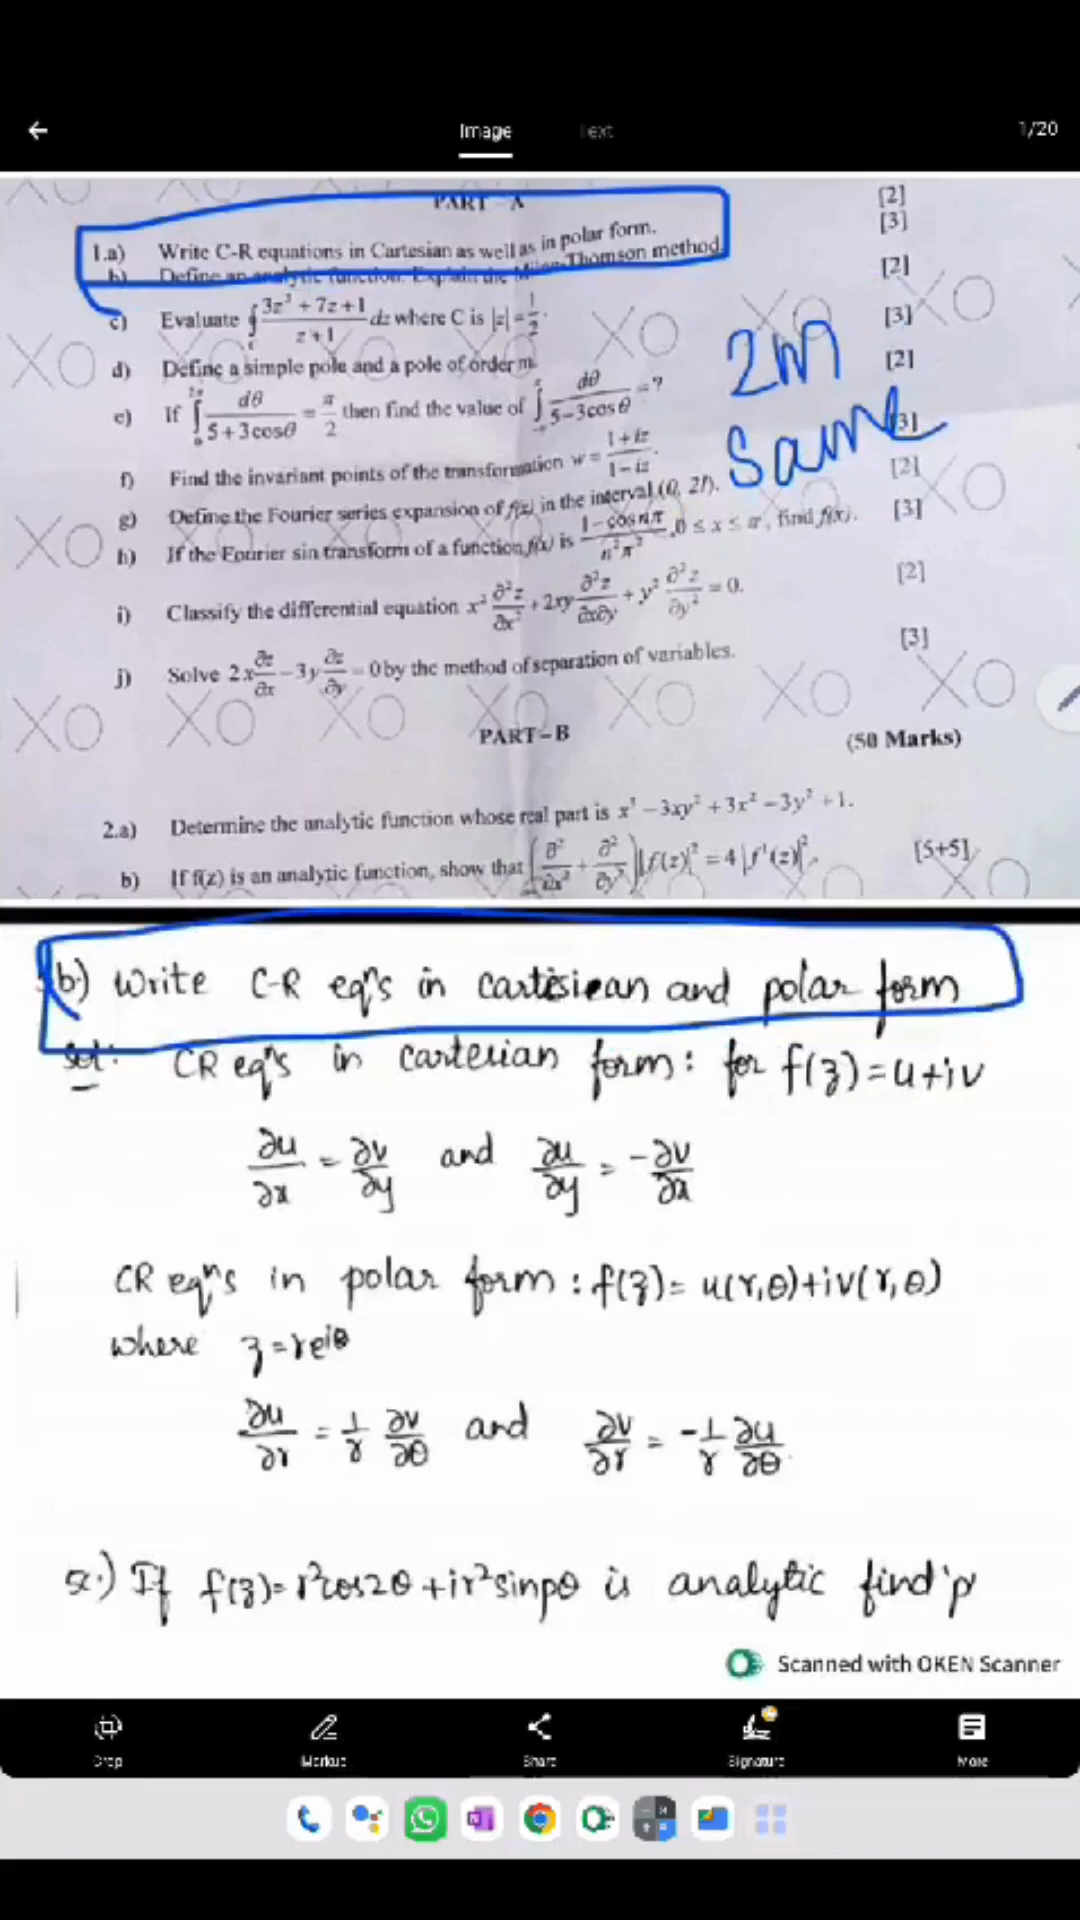 Image Text 1/20
PART - A
1.a) Write C-R equations in Cartesian as well as in polar form. [2]
b) Define an analytic function. Explain the Milne-Thomson method. [3]
c) Evaluate ∮c (3z² + 7z + 1)/(z + 1) dz where C is |z| = 1/2. [2]
d) Define a simple pole and a pole of order m. [3]
e) If ∫ dθ/(5+3cosθ) = π/2 then find the value of ∫ dθ/(5-3cosθ) = ? [2]
f) Find the invariant points of the transformation w = (1+iz)/(1-iz). [3]
g) Define the Fourier series expansion of f(x) in the interval (0, 2l). [2]
h) If the Fourier sin transform of a function f(x) is (1-cos nπ)/(n²π²), 0 ≤ x ≤ π, find f(x). [3]
i) Classify the differential equation x² ∂²z/∂x² + 2xy ∂²z/∂x∂y + y² ∂²z/∂y² = 0. [2]
j) Solve 2x ∂z/∂x - 3y ∂z/∂y = 0 by the method of separation of variables. [3]
2M
Same
PART-B
(50 Marks)
2.a) Determine the analytic function whose real part is x³ - 3xy² + 3x² - 3y² + 1.
b) If f(z) is an analytic function, show that (∂²/∂x² + ∂²/∂y²)|f(z)|² = 4|f'(z)|². [5+5]
b) Write C-R eqⁿs in cartisiean and polar form
Sol: CR eqⁿs in cartesian form: for f(z) = u+iv
∂u/∂x = ∂v/∂y and ∂u/∂y = -∂v/∂x
CR eqⁿs in polar form: f(z) = u(r,θ)+iv(r,θ)
where z = re^iθ
∂u/∂r = 1/r ∂v/∂θ and ∂v/∂r = -1/r ∂u/∂θ
5c.) If f(z) = r²cos2θ + ir²sinpθ is analytic find 'p'
Scanned with OKEN Scanner
Crop Markup Share Signature More